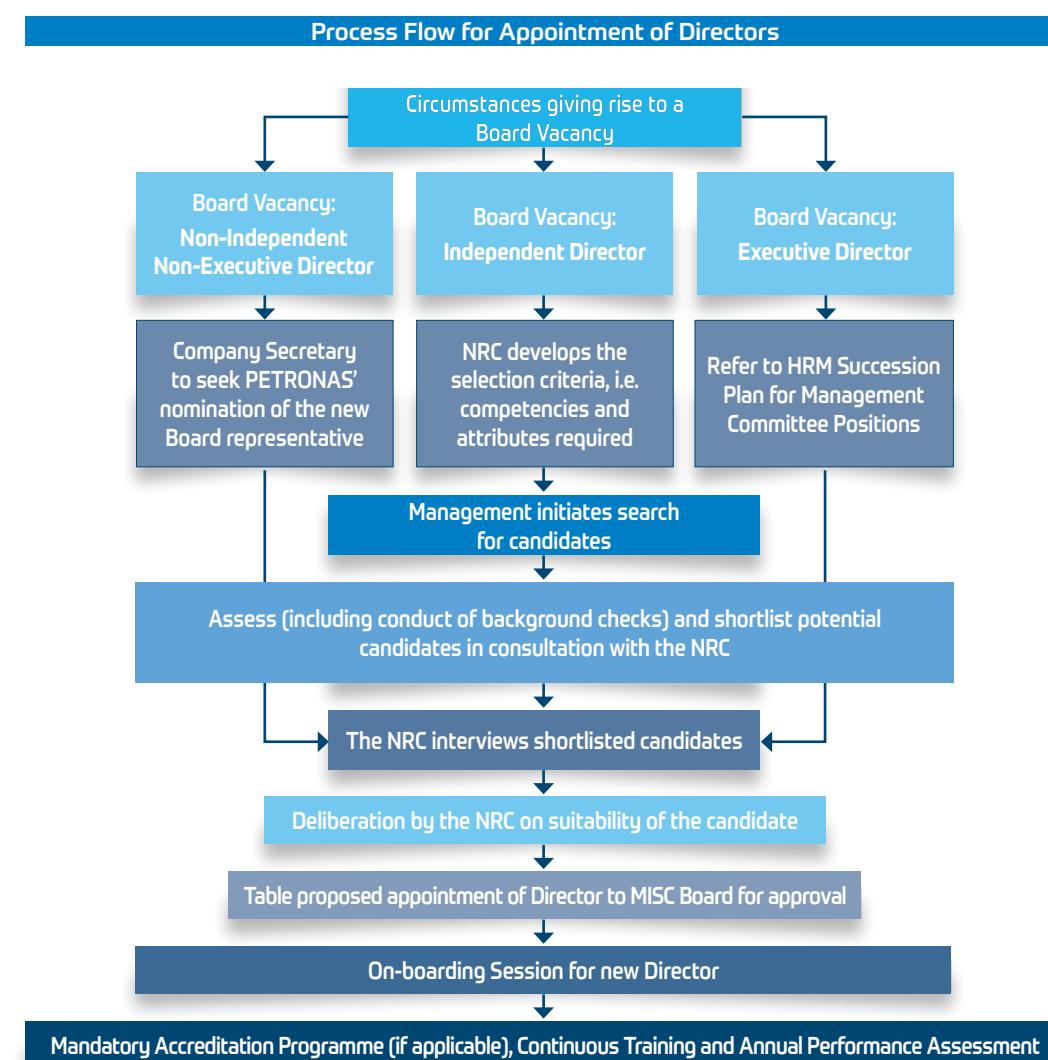 Process Flow for Appointment of Directors
Circumstances giving rise to a
Board Vacancy
Board Vacancy:
Non-Independent
Non-Executive Director
Board Vacancy:
Independent Director
Board Vacancy:
Executive Director
Company Secretary
to seek PETRONAS’
nomination of the new
Board representative
NRC develops the
selection criteria, i.e.
competencies and
attributes required
Refer to HRM Succession
Plan for Management
Committee Positions
Management initiates search
for candidates
Assess (including conduct of background checks) and shortlist potential
candidates in consultation with the NRC
The NRC interviews shortlisted candidates
Deliberation by the NRC on suitability of the candidate
Table proposed appointment of Director to MISC Board for approval
On-boarding Session for new Director
Mandatory Accreditation Programme (if applicable), Continuous Training and Annual Performance Assessment